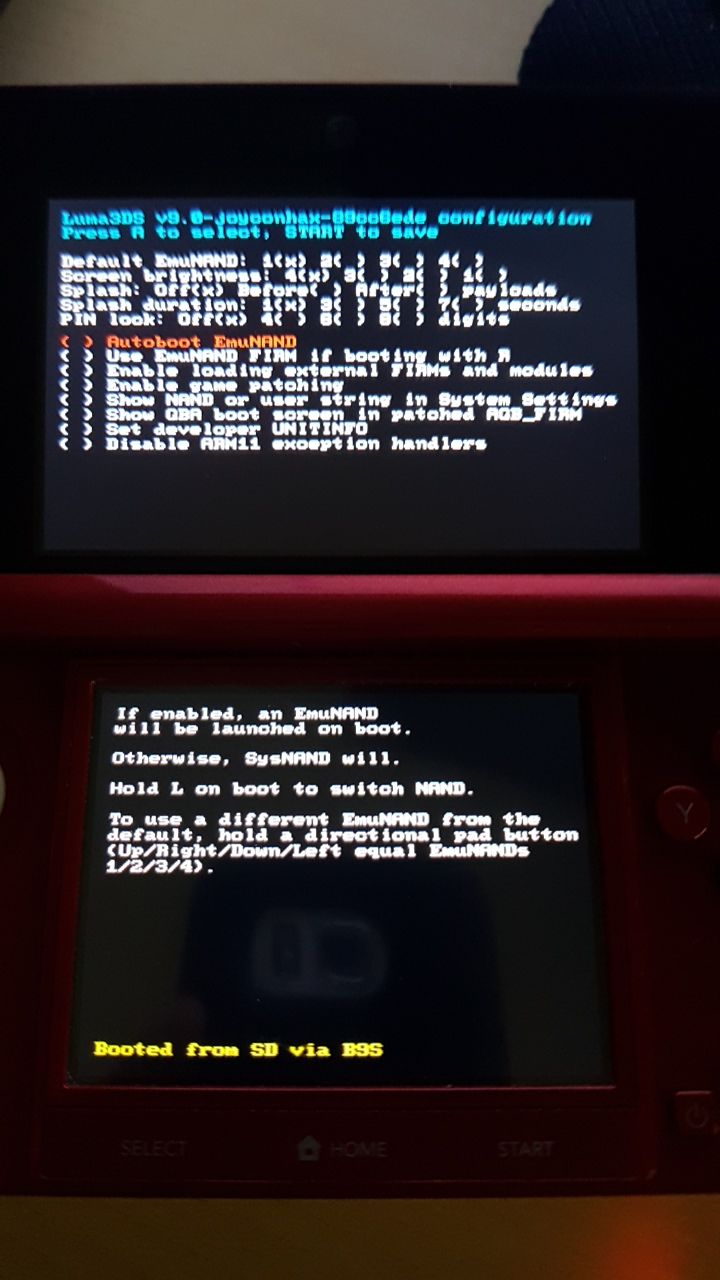 Luma3DS v9.0-joyconhax-08cc8ede configuration
Press A to select, START to save
Default EmuNAND: 1(x) 2( ) 3( ) 4( )
Screen brightness: 4(x) 3( ) 2( ) 1( )
Splash: Off(x) Before( ) After( ) payloads
Splash duration: 1(x) 3( ) 5( ) 7( ) seconds
PIN lock: Off(x) 4( ) 6( ) 8( ) digits
( ) Autoboot EmuNAND
( ) Use EmuNAND FIRM if booting with R
( ) Enable loading external FIRMs and modules
( ) Enable game patching
( ) Show NAND or user string in System Settings
( ) Show GBA boot screen in patched AGB_FIRM
( ) Set developer UNITINFO
( ) Disable ARM11 exception handlers
If enabled, an EmuNAND
will be launched on boot.
Otherwise, SysNAND will.
Hold L on boot to switch NAND.
To use a different EmuNAND from the
default, hold a directional pad button
(Up/Right/Down/Left equal EmuNANDs
1/2/3/4).
Y
Booted from SD via B9S
SELECT HOME START